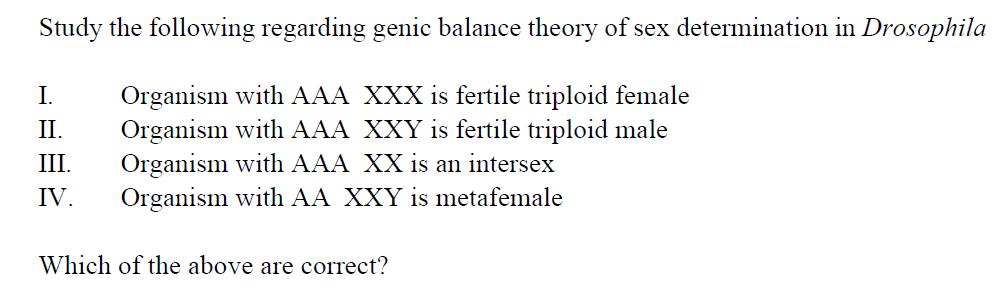 Study the following regarding genic balance theory of sex determination in Drosophila
I. Organism with AAA XXX is fertile triploid female
II. Organism with AAA XXY is fertile triploid male
III. Organism with AAA XX is an intersex
IV. Organism with AA XXY is metafemale
Which of the above are correct?